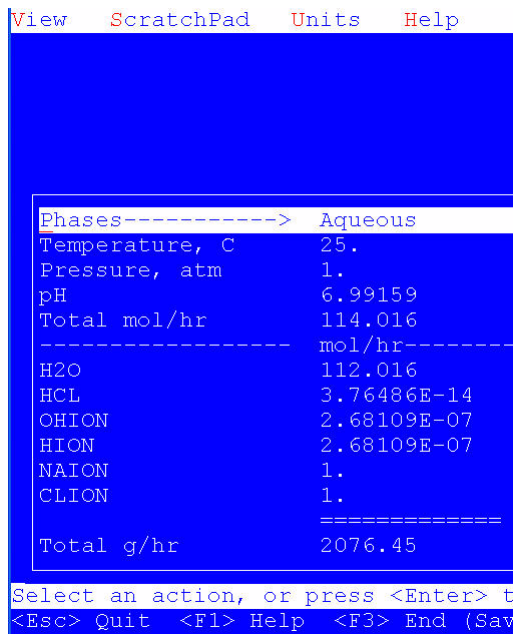 View ScratchPad Units Help
Phases-----------> Aqueous
Temperature, C 25.
Pressure, atm 1.
pH 6.99159
Total mol/hr 114.016
------------------ mol/hr--------
H2O 112.016
HCL 3.76486E-14
OHION 2.68109E-07
HION 2.68109E-07
NAION 1.
CLION 1.
=============
Total g/hr 2076.45
Select an action, or press <Enter> t
<Esc> Quit <F1> Help <F3> End (Sav